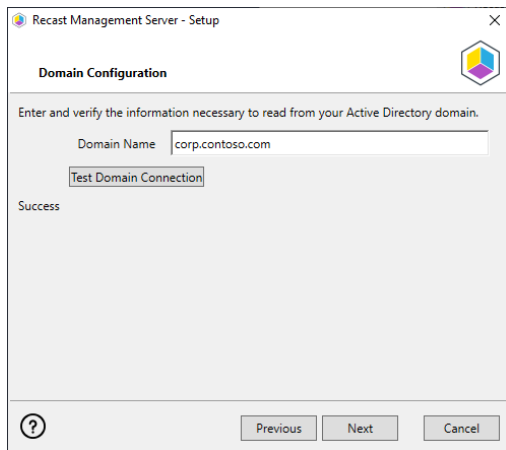 Recast Management Server - Setup
Domain Configuration
Enter and verify the information necessary to read from your Active Directory domain.
Domain Name corp.contoso.com
Test Domain Connection
Success
? Previous Next Cancel